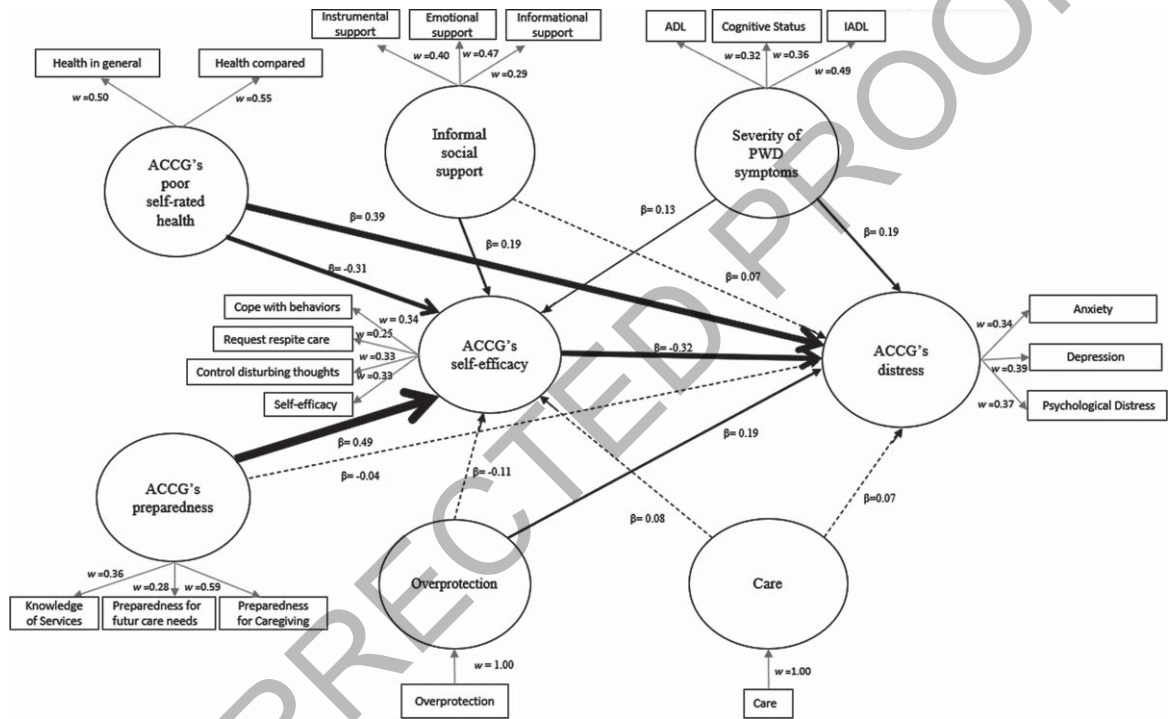 Instrumental
support
Emotional
support
Informational
support
w =0.40
w =0.47
w =0.29
ADL
Cognitive Status
IADL
w =0.32
w =0.36
w =0.49
Health in general
Health compared
w =0.50
w =0.55
ACCG's
poor
self-rated
health
Informal
social
support
Severity of
PWD
symptoms
β= 0.39
β= -0.31
β= 0.19
β= 0.13
β= 0.07
β= 0.19
Cope with behaviors
Request respite care
Control disturbing thoughts
Self-efficacy
w = 0.34
w =0.25
w =0.33
w =0.33
ACCG's
self-efficacy
β= -0.32
ACCG's
distress
w =0.34
w =0.39
w =0.37
Anxiety
Depression
Psychological Distress
ACCG's
preparedness
β= 0.49
β= -0.04
β= -0.11
β= 0.19
β= 0.08
β=0.07
w =0.36
w =0.28
w =0.59
Knowledge
of Services
Preparedness for
futur care needs
Preparedness
for Caregiving
Overprotection
Care
w = 1.00
w =1.00
Overprotection
Care
RECTED PROO